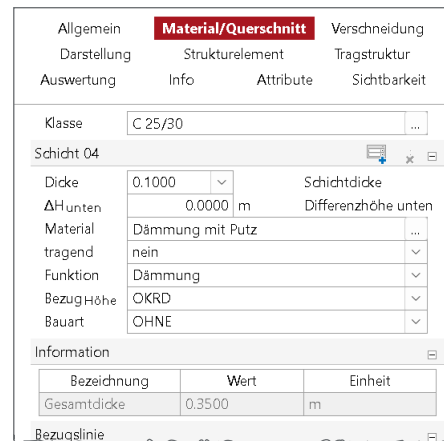 Allgemein Material/Querschnitt Verschneidung
Darstellung Strukturelement Tragstruktur
Auswertung Info Attribute Sichtbarkeit
Klasse C 25/30 ...
Schicht 04
Dicke 0.1000 Schichtdicke
ΔHunten 0.0000 m Differenzhöhe unten
Material Dämmung mit Putz ...
tragend nein
Funktion Dämmung
Bezug Höhe OKRD
Bauart OHNE
Information
Bezeichnung Wert Einheit
Gesamtdicke 0.3500 m
Bezugslinie